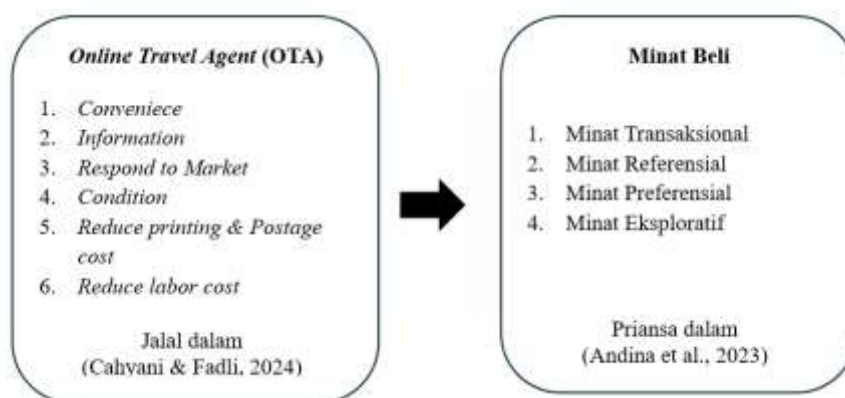 Online Travel Agent (OTA)
1. Conveniece
2. Information
3. Respond to Market
4. Condition
5. Reduce printing & Postage
cost
6. Reduce labor cost
Jalal dalam
(Cahyani & Fadli, 2024)
Minat Beli
1. Minat Transaksional
2. Minat Referensial
3. Minat Preferensial
4. Minat Eksploratif
Priansa dalam
(Andina et al., 2023)